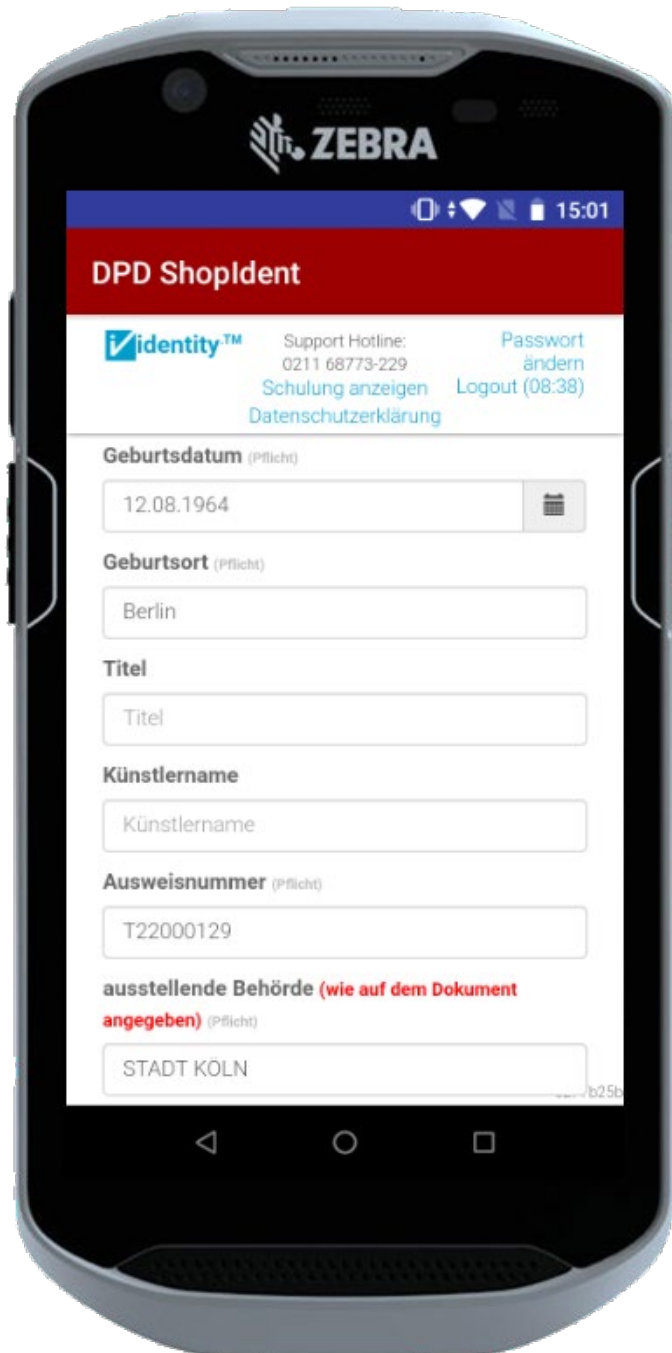 ZEBRA
15:01
DPD ShopIdent
identity.™
Support Hotline:
0211 68773-229
Schulung anzeigen
Datenschutzerklärung
Passwort
ändern
Logout (08:38)
Geburtsdatum (Pflicht)
12.08.1964
Geburtsort (Pflicht)
Berlin
Titel
Titel
Künstlername
Künstlername
Ausweisnummer (Pflicht)
T22000129
ausstellende Behörde (wie auf dem Dokument
angegeben) (Pflicht)
STADT KÖLN